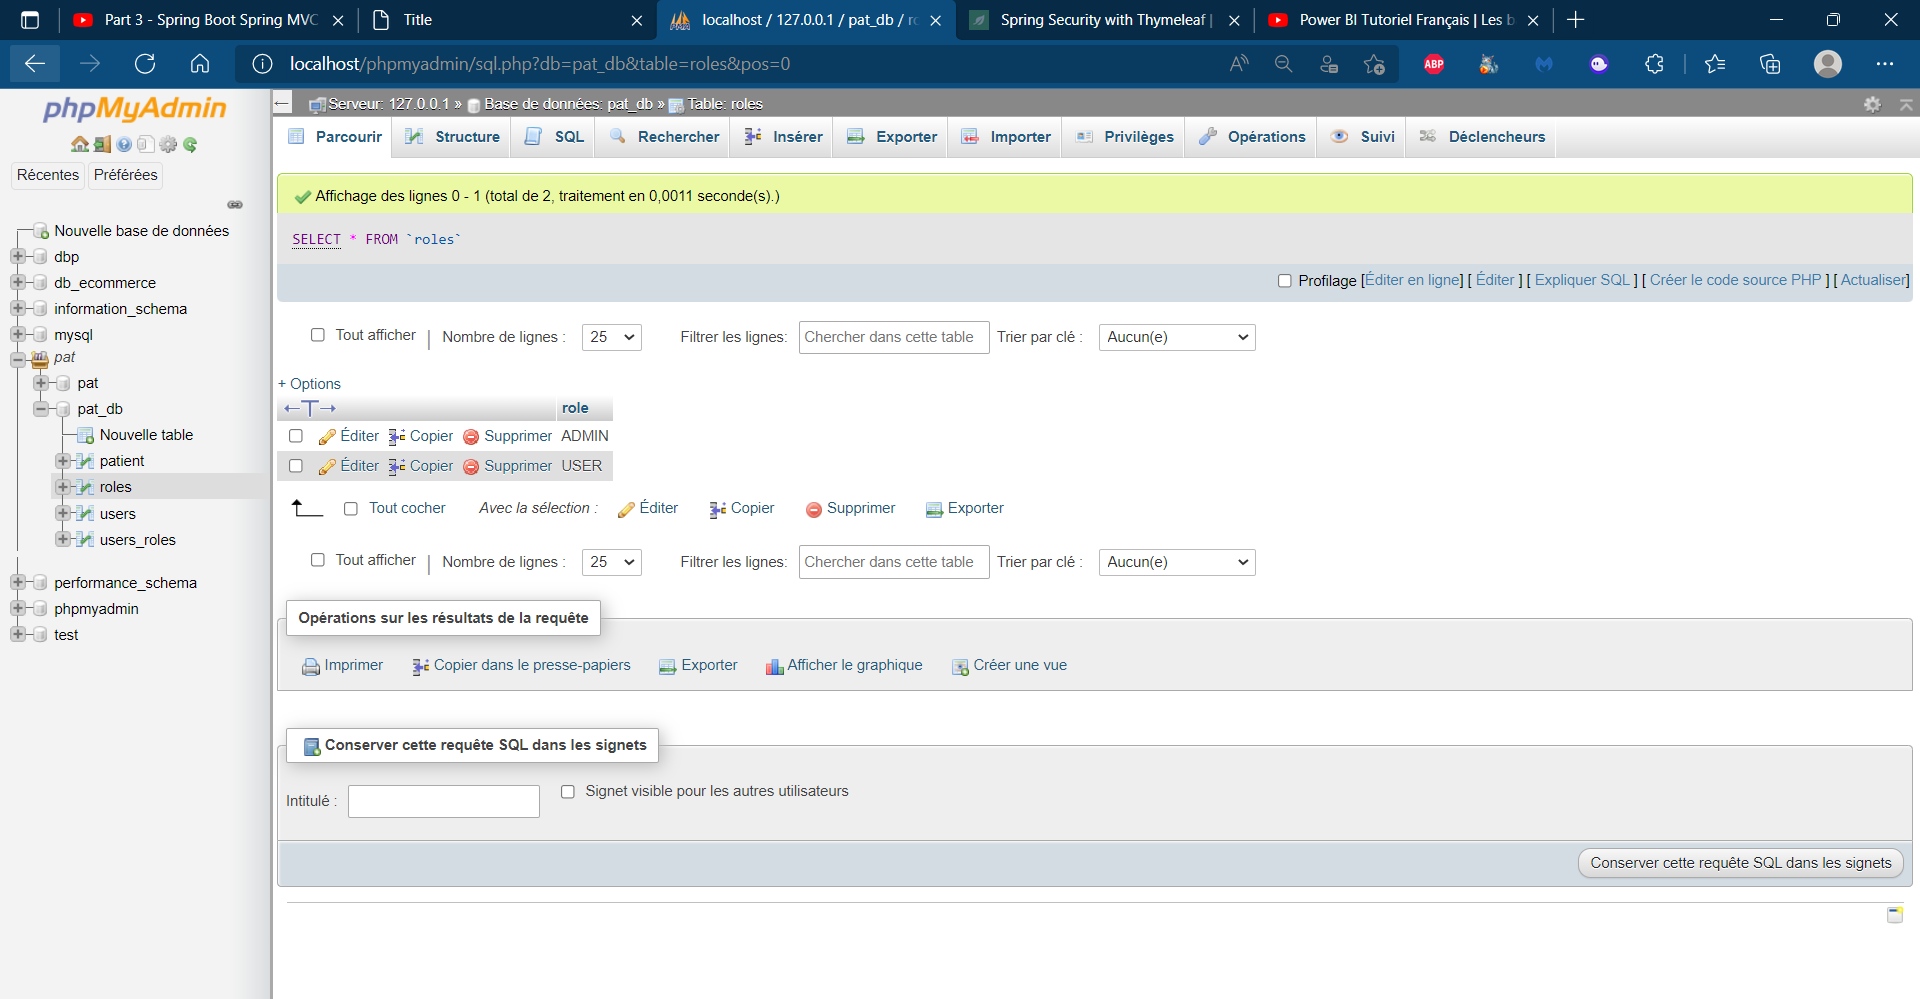 Part 3 - Spring Boot Spring MVC
Title
localhost / 127.0.0.1 / pat_db / ro
Spring Security with Thymeleaf |
Power BI Tutoriel Français | Les b
localhost/phpmyadmin/sql.php?db=pat_db&table=roles&pos=0
ABP
phpMyAdmin
Récentes
Préférées
Nouvelle base de données
dbp
db_ecommerce
information_schema
mysql
pat
pat
pat_db
Nouvelle table
patient
roles
users
users_roles
performance_schema
phpmyadmin
test
Serveur: 127.0.0.1 » Base de données: pat_db » Table: roles
Parcourir Structure SQL Rechercher Insérer Exporter Importer Privilèges Opérations Suivi Déclencheurs
Affichage des lignes 0 - 1 (total de 2, traitement en 0,0011 seconde(s).)
SELECT * FROM `roles`
Profilage [Éditer en ligne] [ Éditer ] [ Expliquer SQL ] [ Créer le code source PHP ] [ Actualiser]
Tout afficher | Nombre de lignes : 25 Filtrer les lignes: Chercher dans cette table Trier par clé : Aucun(e)
+ Options
←T→ role
Éditer Copier Supprimer ADMIN
Éditer Copier Supprimer USER
Tout cocher Avec la sélection : Éditer Copier Supprimer Exporter
Tout afficher | Nombre de lignes : 25 Filtrer les lignes: Chercher dans cette table Trier par clé : Aucun(e)
Opérations sur les résultats de la requête
Imprimer Copier dans le presse-papiers Exporter Afficher le graphique Créer une vue
Conserver cette requête SQL dans les signets
Intitulé : Signet visible pour les autres utilisateurs
Conserver cette requête SQL dans les signets